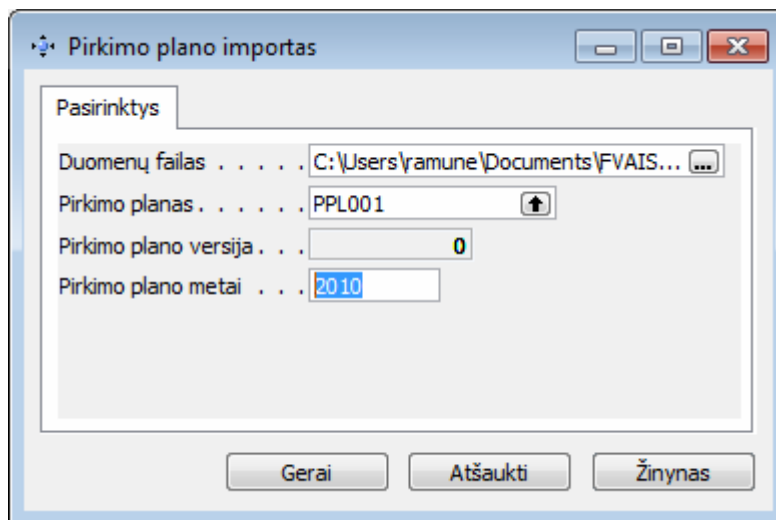 Pirkimo plano importas
Pasirinktys
Duomenų failas . . . . . C:\Users\ramune\Documents\FVAIS... ...
Pirkimo planas . . . . . . PPL001
Pirkimo plano versija . . . 0
Pirkimo plano metai . . . 2010
Gerai Atšaukti Žinynas